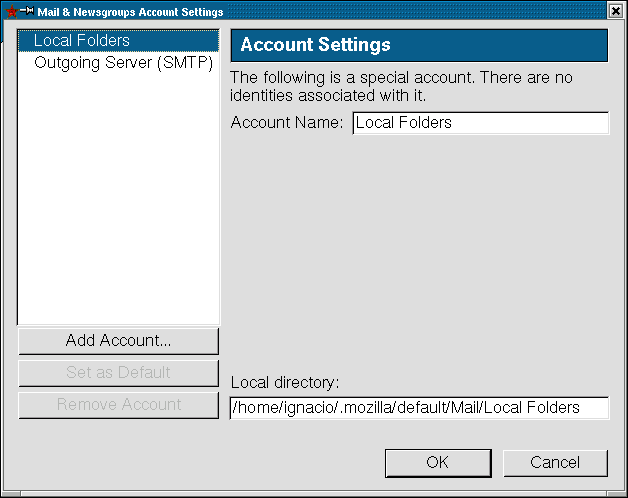 Mail & Newsgroups Account Settings
Local Folders
Outgoing Server (SMTP)
Add Account...
Set as Default
Remove Account
Account Settings
The following is a special account. There are no
identities associated with it.
Account Name: Local Folders
Local directory:
/home/ignacio/.mozilla/default/Mail/Local Folders
OK Cancel